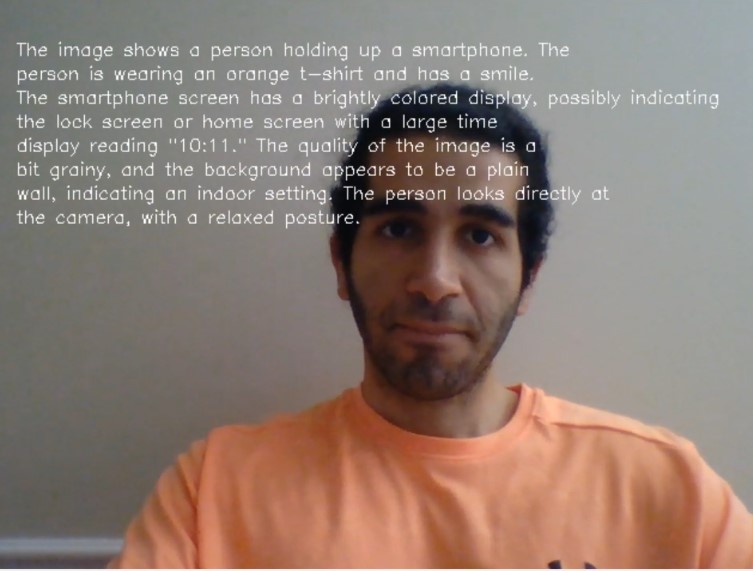 The image shows a person holding up a smartphone. The
person is wearing an orange t-shirt and has a smile.
The smartphone screen has a brightly colored display, possibly indicating
the lock screen or home screen with a large time
display reading "10:11." The quality of the image is a
bit grainy, and the background appears to be a plain
wall, indicating an indoor setting. The person looks directly at
the camera, with a relaxed posture.